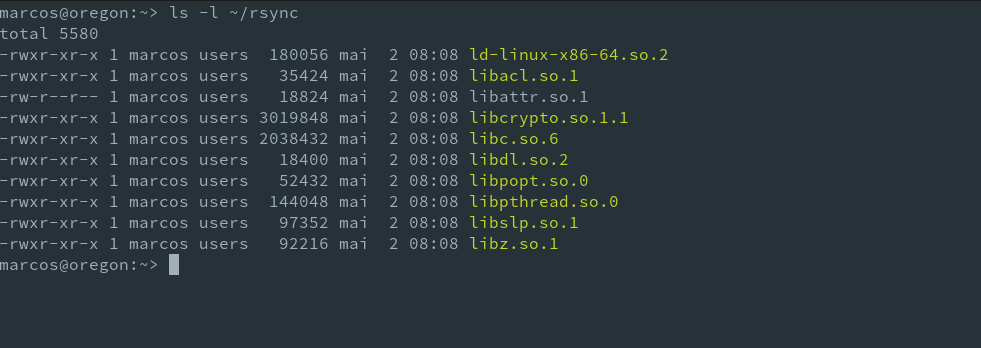 marcos@oregon:~> ls -l ~/rsync
total 5580
-rwxr-xr-x 1 marcos users  180056 mai  2 08:08 ld-linux-x86-64.so.2
-rwxr-xr-x 1 marcos users   35424 mai  2 08:08 libacl.so.1
-rw-r--r-- 1 marcos users   18824 mai  2 08:08 libattr.so.1
-rwxr-xr-x 1 marcos users 3019848 mai  2 08:08 libcrypto.so.1.1
-rwxr-xr-x 1 marcos users 2038432 mai  2 08:08 libc.so.6
-rwxr-xr-x 1 marcos users   18400 mai  2 08:08 libdl.so.2
-rwxr-xr-x 1 marcos users   52432 mai  2 08:08 libpopt.so.0
-rwxr-xr-x 1 marcos users  144048 mai  2 08:08 libpthread.so.0
-rwxr-xr-x 1 marcos users   97352 mai  2 08:08 libslp.so.1
-rwxr-xr-x 1 marcos users   92216 mai  2 08:08 libz.so.1
marcos@oregon:~>